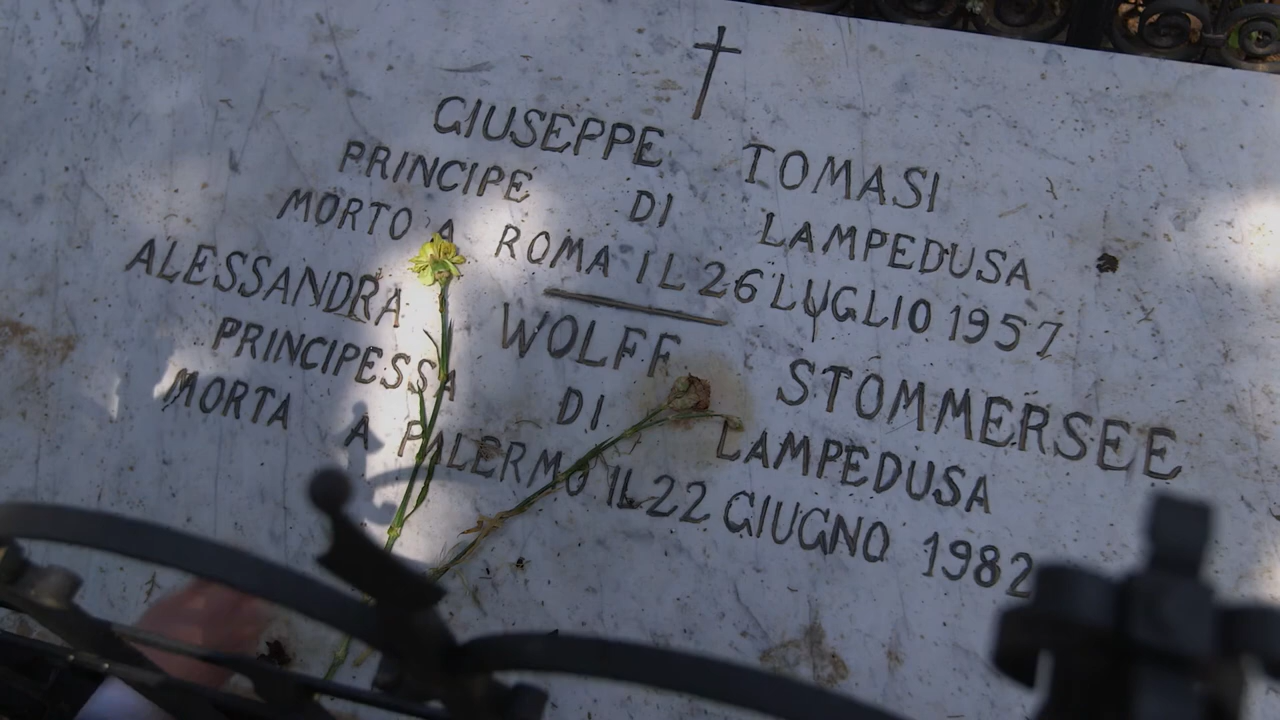 GIUSEPPE TOMASI
PRINCIPE DI LAMPEDUSA
MORTO A ROMA IL 26 LUGLIO 1957
ALESSANDRA WOLFF STOMMERSEE
PRINCIPESSA DI LAMPEDUSA
MORTA A PALERMO IL 22 GIUGNO 1982